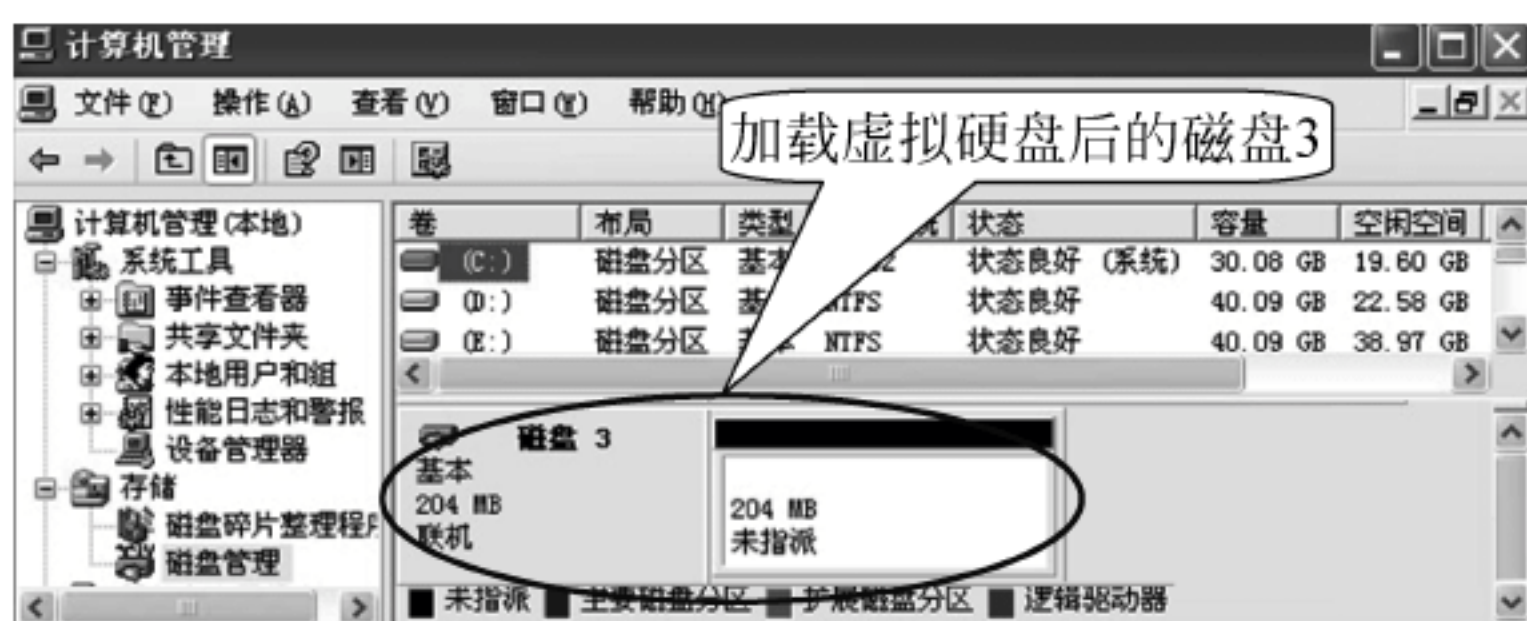 计算机管理
文件(F) 操作(A) 查看(V) 窗口(W) 帮助(H)
加载虚拟硬盘后的磁盘3
计算机管理(本地)
系统工具
事件查看器
共享文件夹
本地用户和组
性能日志和警报
设备管理器
存储
磁盘碎片整理程序
磁盘管理
卷 布局 类型 状态 容量 空闲空间
(C:) 磁盘分区 基本 状态良好 (系统) 30.08 GB 19.60 GB
(D:) 磁盘分区 NTFS 状态良好 40.09 GB 22.58 GB
(E:) 磁盘分区 NTFS 状态良好 40.09 GB 38.97 GB
磁盘 3
基本
204 MB
联机
204 MB
未指派
未指派 主要磁盘分区 扩展磁盘分区 逻辑驱动器